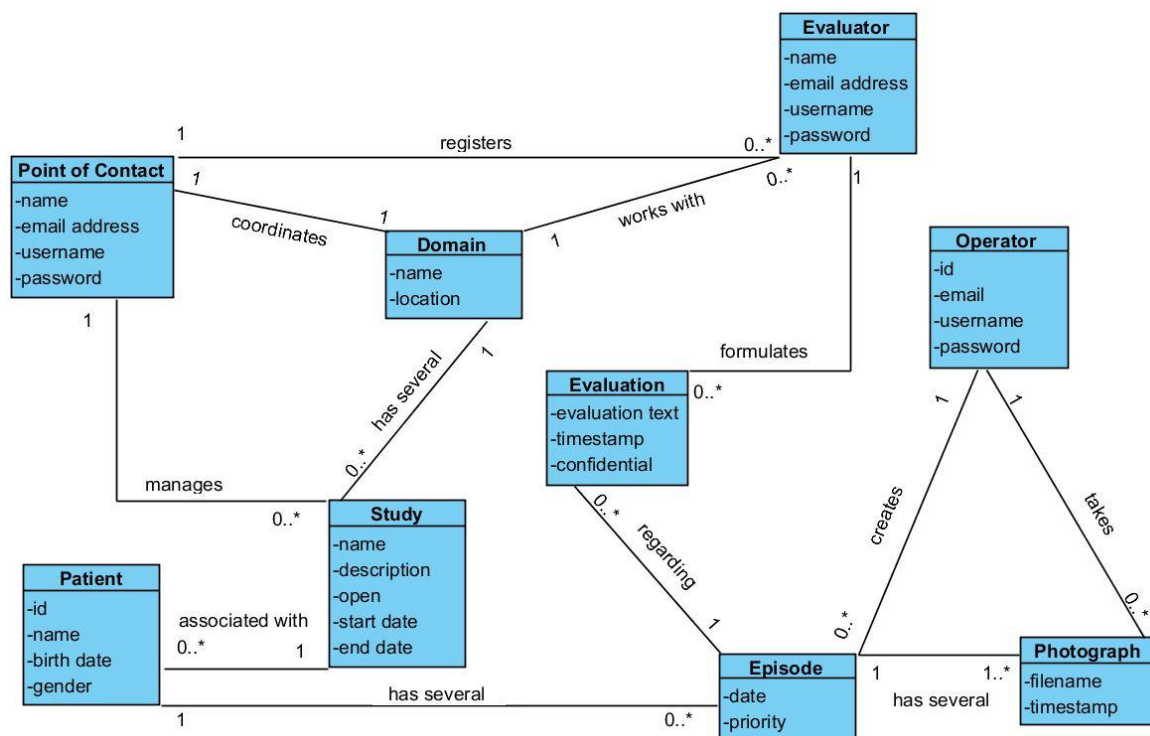 Evaluator
-name
-email address
-username
-password
1
registers
0..*
0..*
1
Point of Contact
-name
-email address
-username
-password
1
coordinates
1
works with
1
Domain
-name
-location
1
Operator
-id
-email
-username
-password
1
1
1
has several
0..*
formulates
0..*
Evaluation
-evaluation text
-timestamp
-confidential
0..*
regarding
1
manages
0..*
Study
-name
-description
-open
-start date
-end date
creates
0..*
takes
0..*
Patient
-id
-name
-birth date
-gender
associated with
0..*
1
has several
1
0..*
Episode
-date
-priority
1
1..*
has several
Photograph
-filename
-timestamp